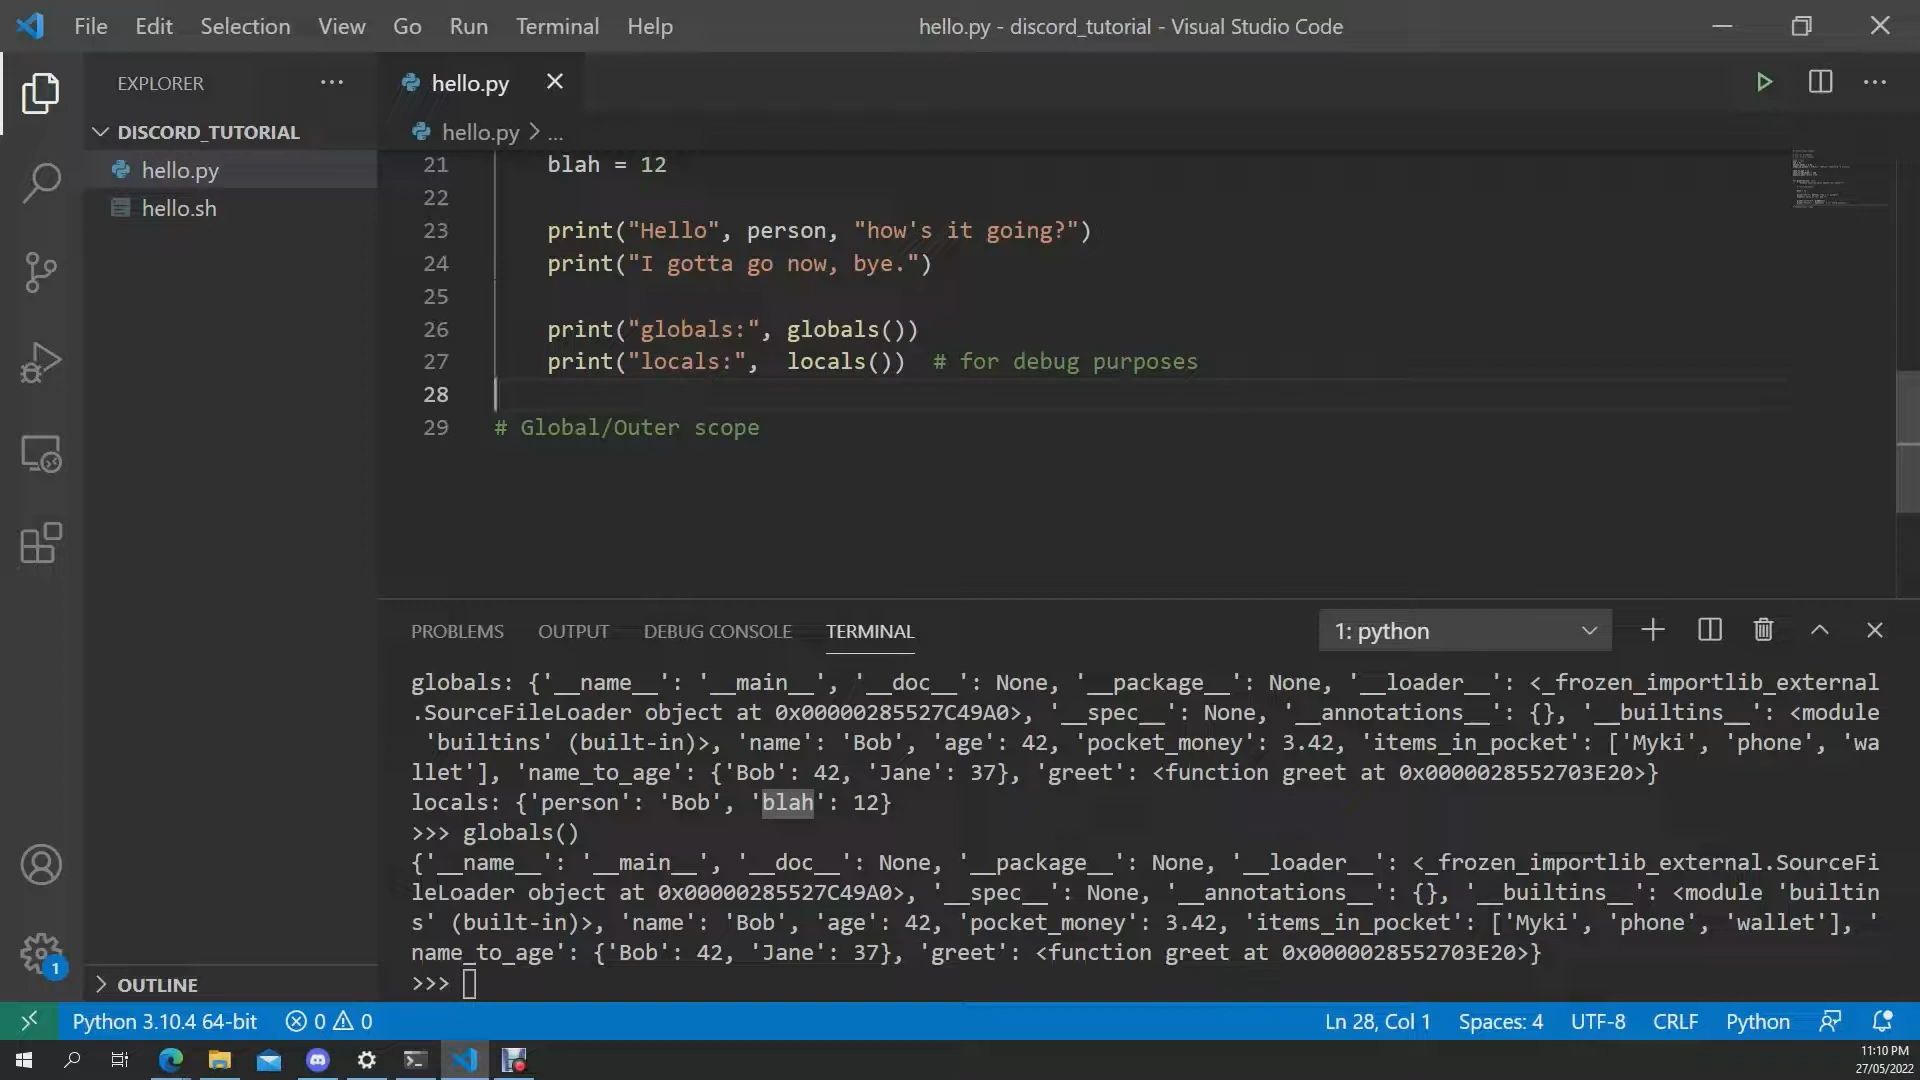 File Edit Selection View Go Run Terminal Help hello.py - discord_tutorial - Visual Studio Code
EXPLORER ··· hello.py
DISCORD_TUTORIAL hello.py > ...
hello.py
hello.sh
21 blah = 12
22
23 print("Hello", person, "how's it going?")
24 print("I gotta go now, bye.")
25
26 print("globals:", globals())
27 print("locals:",  locals())  # for debug purposes
28
29 # Global/Outer scope
PROBLEMS OUTPUT DEBUG CONSOLE TERMINAL 1: python
globals: {'__name__': '__main__', '__doc__': None, '__package__': None, '__loader__': <_frozen_importlib_external
.SourceFileLoader object at 0x00000285527C49A0>, '__spec__': None, '__annotations__': {}, '__builtins__': <module
'builtins' (built-in)>, 'name': 'Bob', 'age': 42, 'pocket_money': 3.42, 'items_in_pocket': ['Myki', 'phone', 'wa
llet'], 'name_to_age': {'Bob': 42, 'Jane': 37}, 'greet': <function greet at 0x0000028552703E20>}
locals: {'person': 'Bob', 'blah': 12}
>>> globals()
{'__name__': '__main__', '__doc__': None, '__package__': None, '__loader__': <_frozen_importlib_external.SourceFi
leLoader object at 0x00000285527C49A0>, '__spec__': None, '__annotations__': {}, '__builtins__': <module 'builtin
s' (built-in)>, 'name': 'Bob', 'age': 42, 'pocket_money': 3.42, 'items_in_pocket': ['Myki', 'phone', 'wallet'], '
name_to_age': {'Bob': 42, 'Jane': 37}, 'greet': <function greet at 0x0000028552703E20>}
>>>
1
OUTLINE
Python 3.10.4 64-bit 0 0 Ln 28, Col 1 Spaces: 4 UTF-8 CRLF Python
11:10 PM
27/05/2022